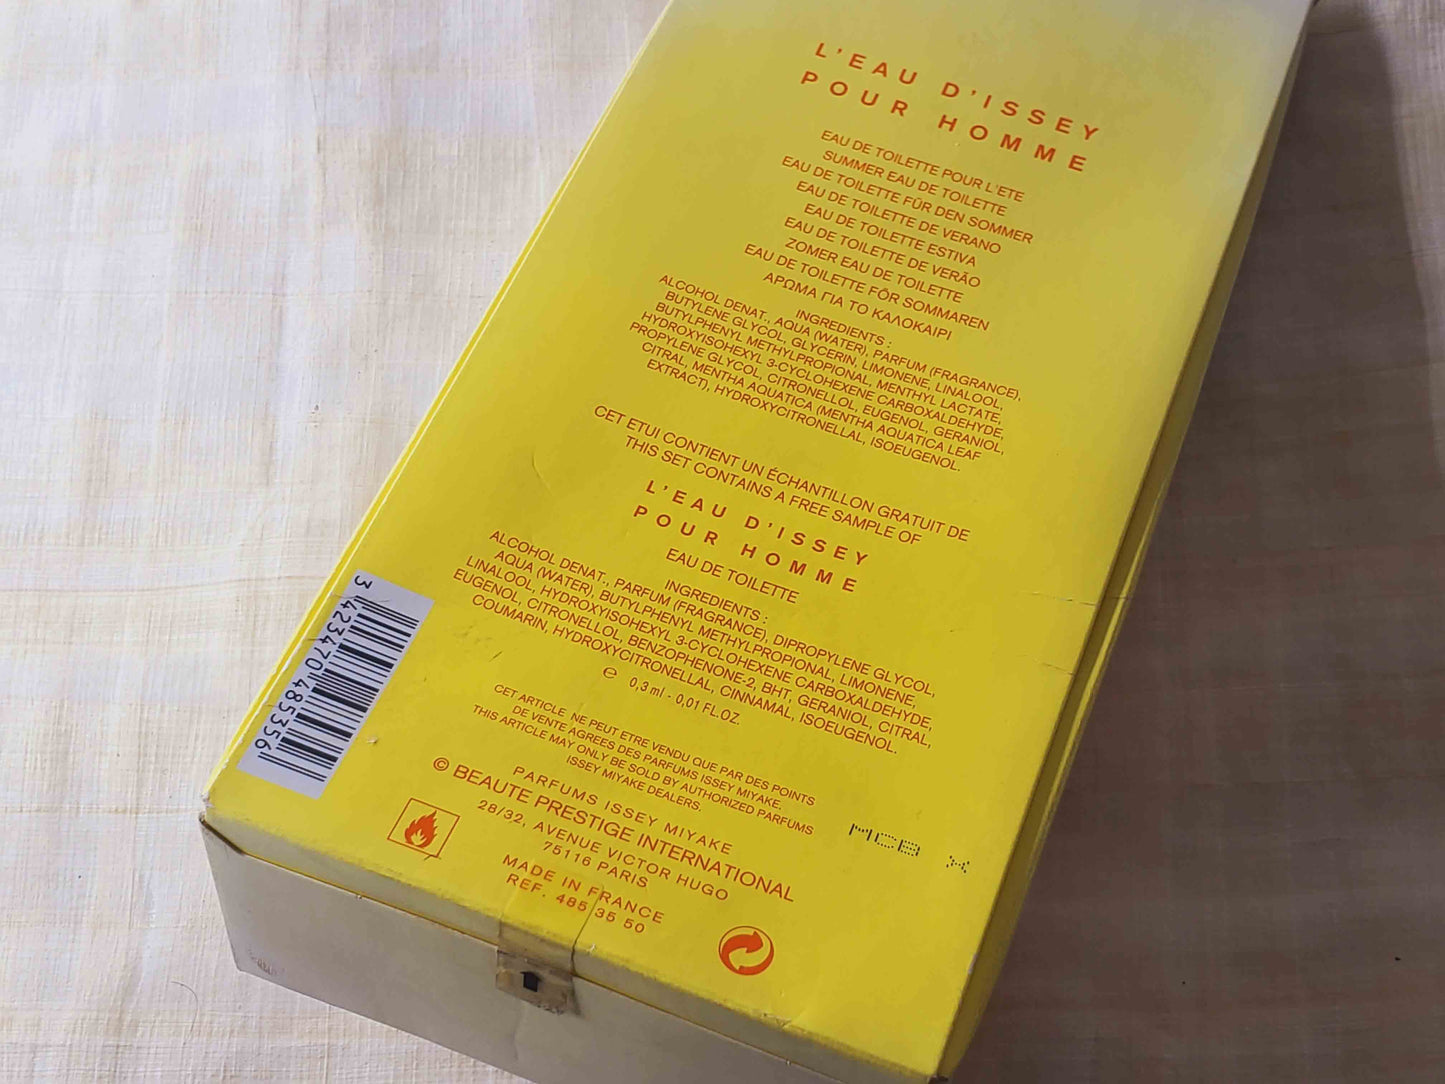 L'EAU D'ISSEY
POUR HOMME
EAU DE TOILETTE POUR L'ETE
SUMMER EAU DE TOILETTE
EAU DE TOILETTE FÜR DEN SOMMER
EAU DE TOILETTE DE VERANO
EAU DE TOILETTE ESTIVA
EAU DE TOILETTE DE VERÃO
ZOMER EAU DE TOILETTE
EAU DE TOILETTE FÖR SOMMAREN
ΑΡΩΜΑ ΓΙΑ ΤΟ ΚΑΛΟΚΑΙΡΙ
INGREDIENTS :
ALCOHOL DENAT., AQUA (WATER), PARFUM (FRAGRANCE),
BUTYLENE GLYCOL, GLYCERIN, LIMONENE, LINALOOL,
BUTYLPHENYL METHYLPROPIONAL, MENTHYL LACTATE,
HYDROXYISOHEXYL 3-CYCLOHEXENE CARBOXALDEHYDE,
PROPYLENE GLYCOL, CITRONELLOL, EUGENOL, GERANIOL,
CITRAL, MENTHA AQUATICA (MENTHA AQUATICA LEAF
EXTRACT), HYDROXYCITRONELLAL, ISOEUGENOL.
CET ETUI CONTIENT UN ÉCHANTILLON GRATUIT DE
THIS SET CONTAINS A FREE SAMPLE OF
L'EAU D'ISSEY
POUR HOMME
EAU DE TOILETTE
INGREDIENTS :
ALCOHOL DENAT., PARFUM (FRAGRANCE), DIPROPYLENE GLYCOL,
AQUA (WATER), BUTYLPHENYL METHYLPROPIONAL, LIMONENE,
LINALOOL, HYDROXYISOHEXYL 3-CYCLOHEXENE CARBOXALDEHYDE,
EUGENOL, CITRONELLOL, BENZOPHENONE-2, BHT, GERANIOL, CITRAL,
COUMARIN, HYDROXYCITRONELLAL, CINNAMAL, ISOEUGENOL.
℮ 0,3 ml - 0,01 FL.OZ.
CET ARTICLE NE PEUT ETRE VENDU QUE PAR DES POINTS
DE VENTE AGREES DES PARFUMS ISSEY MIYAKE.
THIS ARTICLE MAY ONLY BE SOLD BY AUTHORIZED PARFUMS
ISSEY MIYAKE DEALERS.
PARFUMS ISSEY MIYAKE
© BEAUTE PRESTIGE INTERNATIONAL
28/32, AVENUE VICTOR HUGO
75116 PARIS
MADE IN FRANCE
REF. 485 35 50
MCB X
3 423470 485356